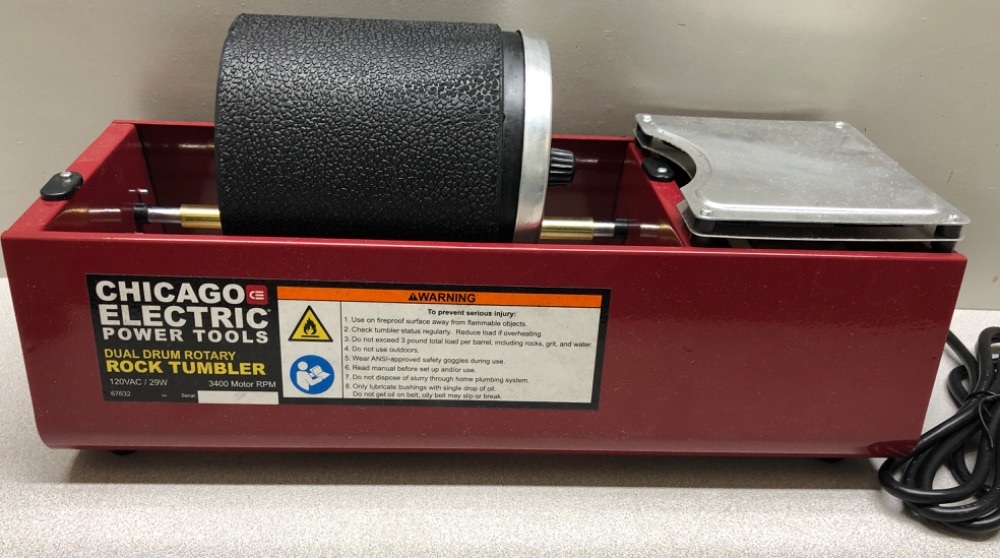 CHICAGO
ELECTRIC
POWER TOOLS
DUAL DRUM ROTARY
ROCK TUMBLER
120VAC / 29W 3400 Motor RPM
67632 Serial
WARNING
To prevent serious injury:
1. Use on fireproof surface away from flammable objects.
2. Check tumbler status regularly. Reduce load if overheating.
3. Do not exceed 3 pound total load per barrel, including rocks, grit, and water.
4. Do not use outdoors.
5. Wear ANSI-approved safety goggles during use.
6. Read manual before set up and/or use.
7. Do not dispose of slurry through home plumbing system.
8. Only lubricate bushings with single drop of oil.
Do not get oil on belt, oily belt may slip or break.